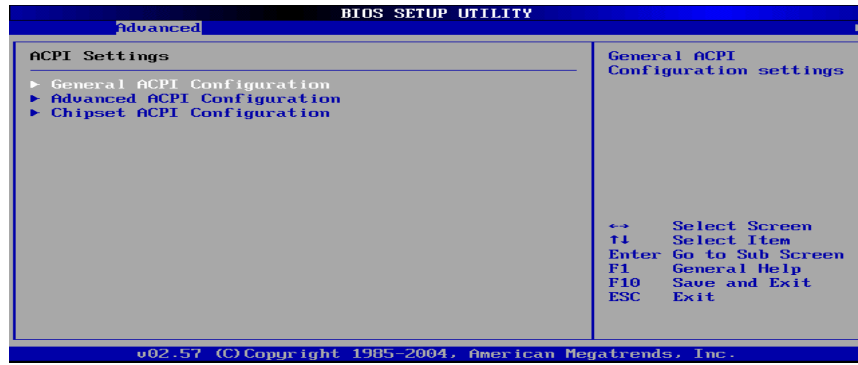 BIOS SETUP UTILITY
Advanced
ACPI Settings
► General ACPI Configuration
► Advanced ACPI Configuration
► Chipset ACPI Configuration
General ACPI
Configuration settings
↔ Select Screen
↑↓ Select Item
Enter Go to Sub Screen
F1 General Help
F10 Save and Exit
ESC Exit
v02.57 (C)Copyright 1985-2004, American Megatrends, Inc.